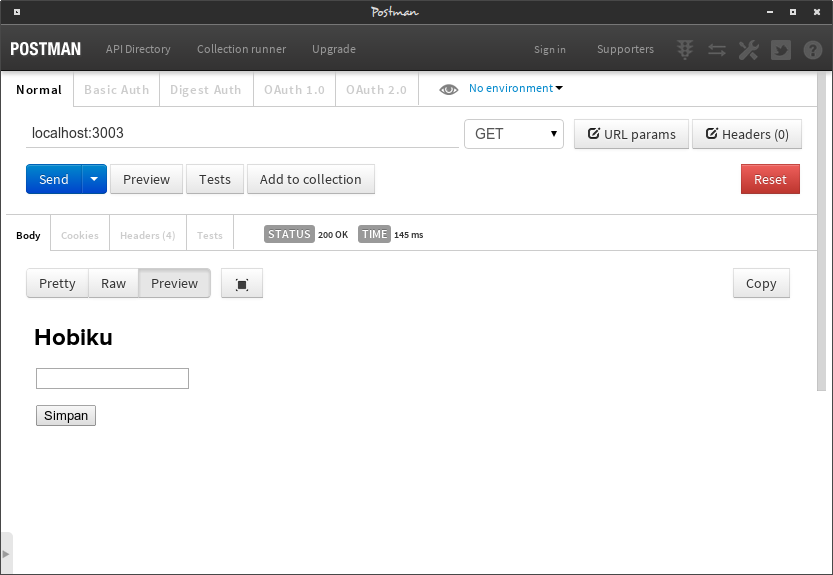 Postman
POSTMAN API Directory Collection runner Upgrade Sign in Supporters
Normal Basic Auth Digest Auth OAuth 1.0 OAuth 2.0 No environment
localhost:3003 GET URL params Headers (0)
Send Preview Tests Add to collection Reset
Body Cookies Headers (4) Tests STATUS 200 OK TIME 145 ms
Pretty Raw Preview Copy
Hobiku
Simpan